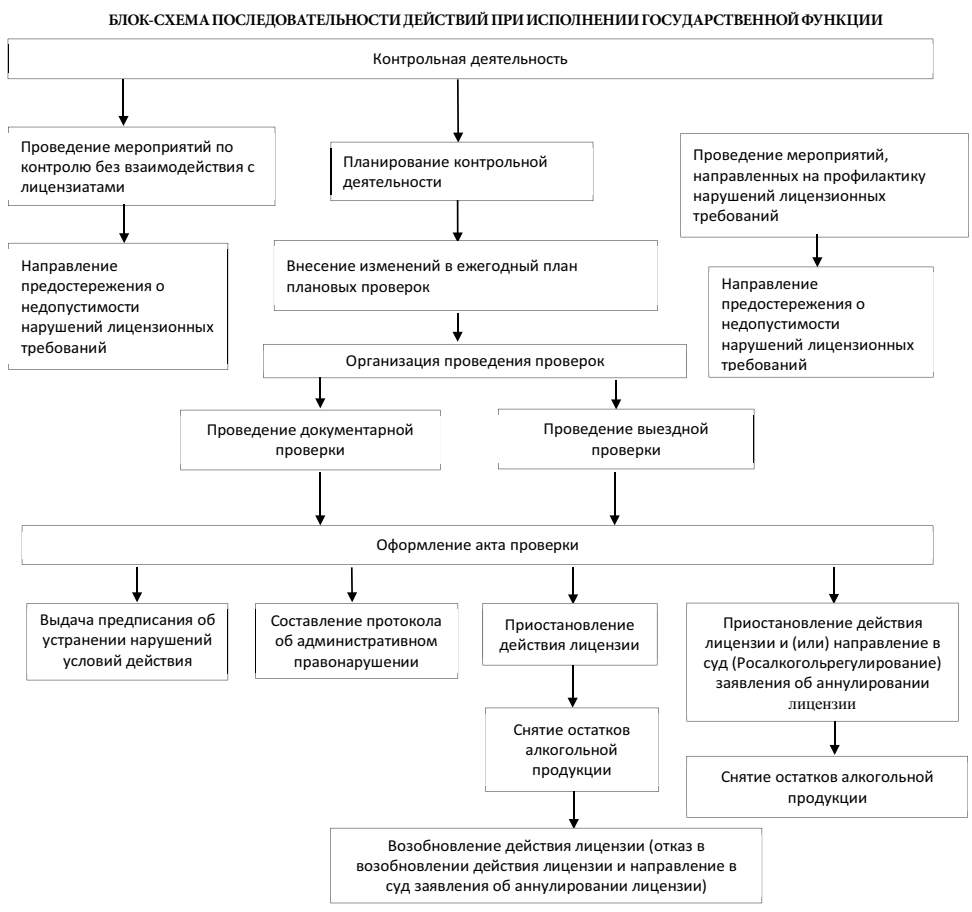 БЛОК-СХЕМА ПОСЛЕДОВАТЕЛЬНОСТИ ДЕЙСТВИЙ ПРИ ИСПОЛНЕНИИ ГОСУДАРСТВЕННОЙ ФУНКЦИИ
Контрольная деятельность
Проведение мероприятий по
контролю без взаимодействия с
лицензиатами
Планирование контрольной
деятельности
Проведение мероприятий,
направленных на профилактику
нарушений лицензионных
требований
Направление
предостережения о
недопустимости
нарушений лицензионных
требований
Внесение изменений в ежегодный план
плановых проверок
Направление
предостережения о
недопустимости
нарушений лицензионных
требований
Организация проведения проверок
Проведение документарной
проверки
Проведение выездной
проверки
Оформление акта проверки
Выдача предписания об
устранении нарушений
условий действия
Составление протокола
об административном
правонарушении
Приостановление
действия лицензии
Приостановление действия
лицензии и (или) направление в
суд (Росалкогольрегулирование)
заявления об аннулировании
лицензии
Снятие остатков
алкогольной
продукции
Снятие остатков алкогольной
продукции
Возобновление действия лицензии (отказ в
возобновлении действия лицензии и направление в
суд заявления об аннулировании лицензии)